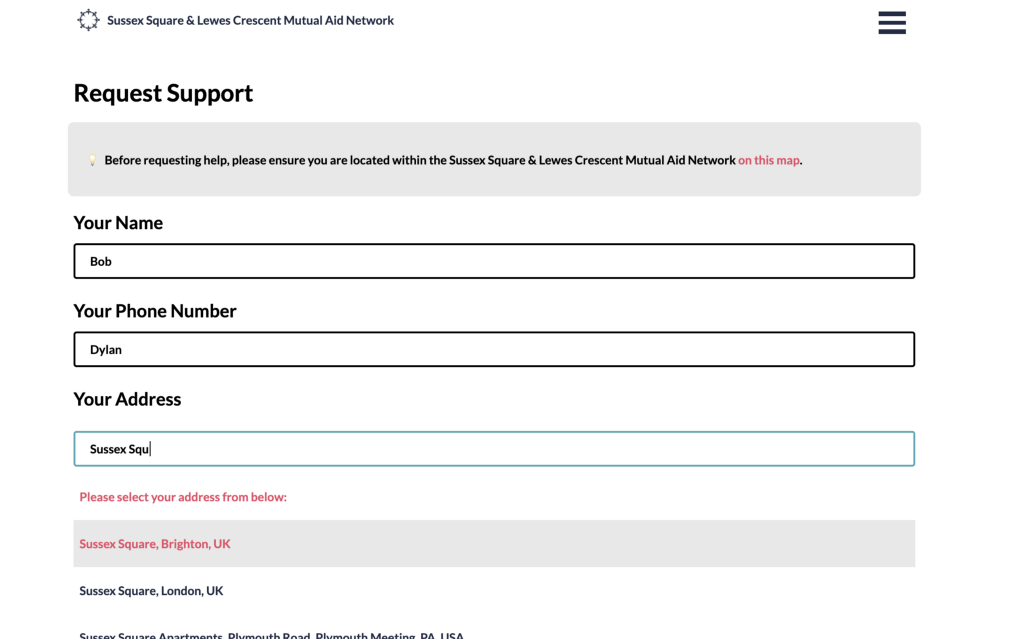 Sussex Square & Lewes Crescent Mutual Aid Network
Request Support
Before requesting help, please ensure you are located within the Sussex Square & Lewes Crescent Mutual Aid Network on this map.
Your Name
Bob
Your Phone Number
Dylan
Your Address
Sussex Squ
Please select your address from below:
Sussex Square, Brighton, UK
Sussex Square, London, UK
Sussex Square Apartments, Plymouth Road, Plymouth Meeting, PA, USA